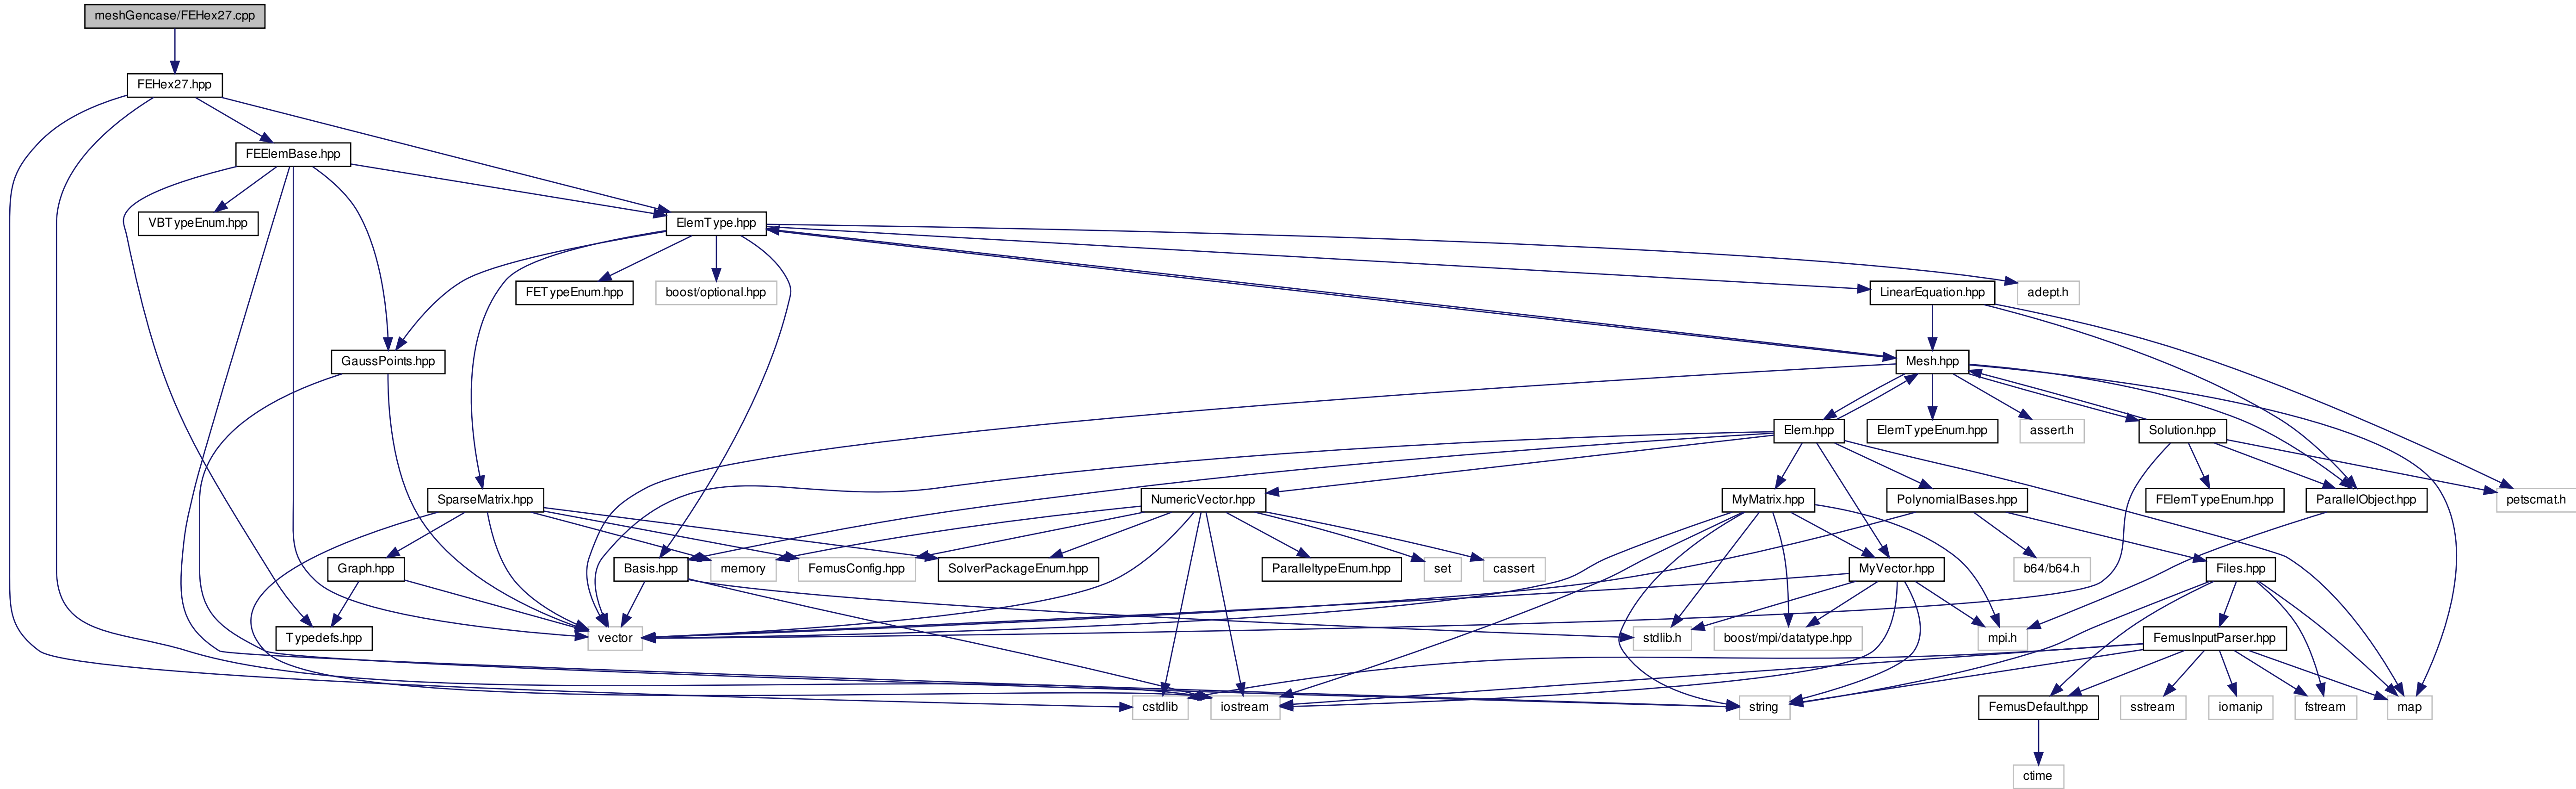 meshGencase/FEHex27.cpp
FEHex27.hpp
FEElemBase.hpp
VBTypeEnum.hpp
ElemType.hpp
FETypeEnum.hpp
boost/optional.hpp
LinearEquation.hpp
adept.h
GaussPoints.hpp
Mesh.hpp
Elem.hpp
ElemTypeEnum.hpp
assert.h
Solution.hpp
SparseMatrix.hpp
NumericVector.hpp
MyMatrix.hpp
PolynomialBases.hpp
FElemTypeEnum.hpp
ParallelObject.hpp
petscmat.h
Graph.hpp
Basis.hpp
memory
FemusConfig.hpp
SolverPackageEnum.hpp
ParalleltypeEnum.hpp
set
cassert
MyVector.hpp
b64/b64.h
Files.hpp
Typedefs.hpp
vector
stdlib.h
boost/mpi/datatype.hpp
mpi.h
FemusInputParser.hpp
cstdlib
iostream
string
FemusDefault.hpp
sstream
iomanip
fstream
map
ctime